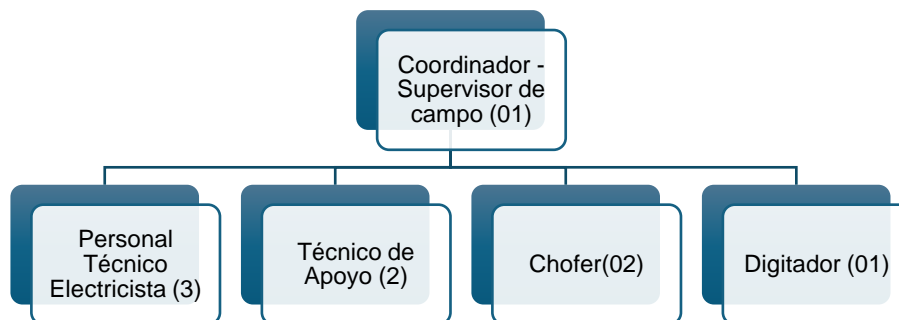 Coordinador -
Supervisor de
campo (01)
Personal
Técnico
Electricista (3)
Técnico de
Apoyo (2)
Chofer(02)
Digitador (01)